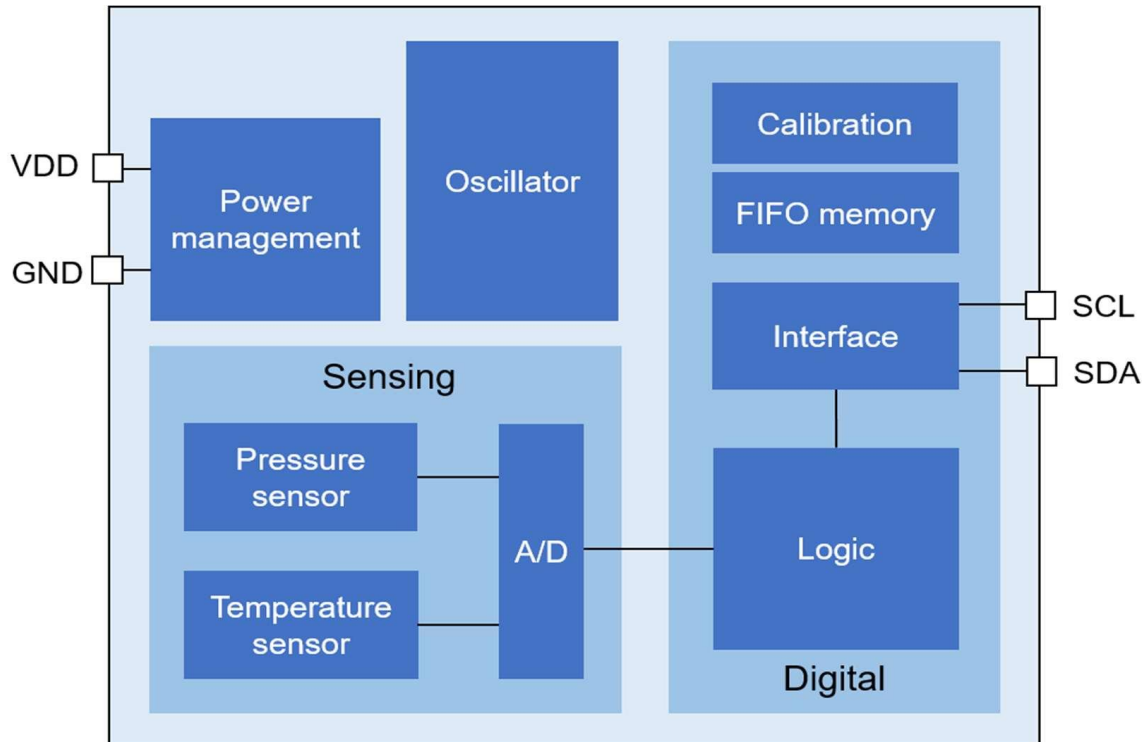 VDD
GND
Power
management
Oscillator
Sensing
Pressure
sensor
Temperature
sensor
A/D
Calibration
FIFO memory
Interface
Logic
Digital
SCL
SDA